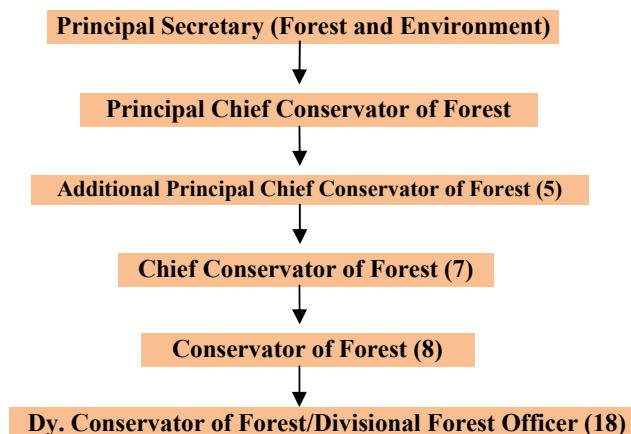 Principal Secretary (Forest and Environment)
Principal Chief Conservator of Forest
Additional Principal Chief Conservator of Forest (5)
Chief Conservator of Forest (7)
Conservator of Forest (8)
Dy. Conservator of Forest/Divisional Forest Officer (18)